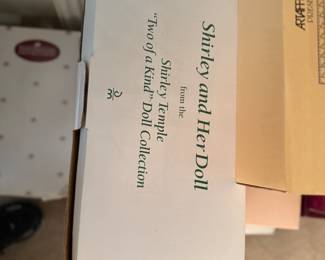 Shirley and Her Doll
from the
Shirley Temple
"Two of a Kind" Doll Collection